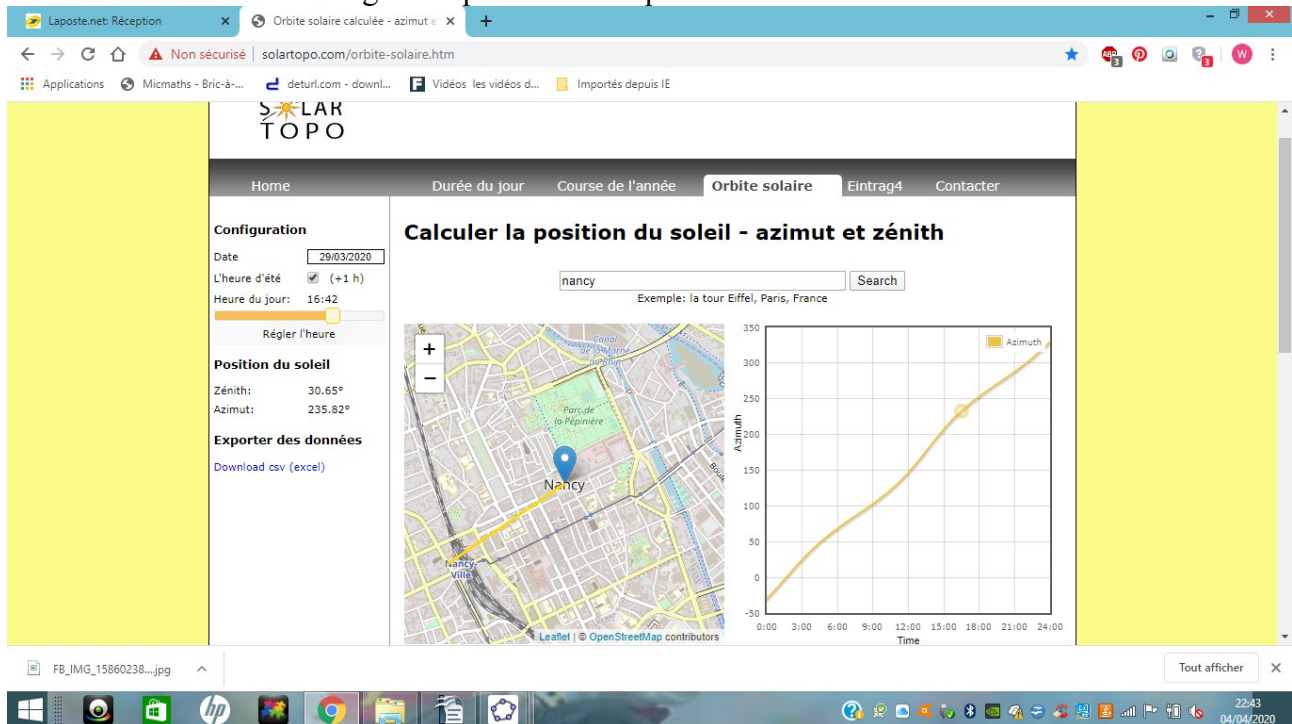 Laposte.net: Réception
Orbite solaire calculée - azimut e
Non sécurisé | solartopo.com/orbite-solaire.htm
ABP
3
3
W
Applications
Micmaths - Bric-à-...
deturl.com - downl...
Vidéos les vidéos d...
Importés depuis IE
SOLAR
TOPO
Home
Durée du jour
Course de l'année
Orbite solaire
Eintrag4
Contacter
Configuration
Date 29/03/2020
L'heure d'été (+1 h)
Heure du jour: 16:42
Régler l'heure
Position du soleil
Zénith: 30.65°
Azimut: 235.82°
Exporter des données
Download csv (excel)
Calculer la position du soleil - azimut et zénith
nancy
Search
Exemple: la tour Eiffel, Paris, France
+
−
Canal
de la Marne
au Rhin
Parc de
la Pépinière
Nancy
Nancy-
Ville
Leaflet | © OpenStreetMap contributors
Azimuth
350
300
250
200
150
100
50
0
-50
Azimuth
0:00 3:00 6:00 9:00 12:00 15:00 18:00 21:00 24:00
Time
FB_IMG_15860238....jpg
Tout afficher
hp
22:43
04/04/2020